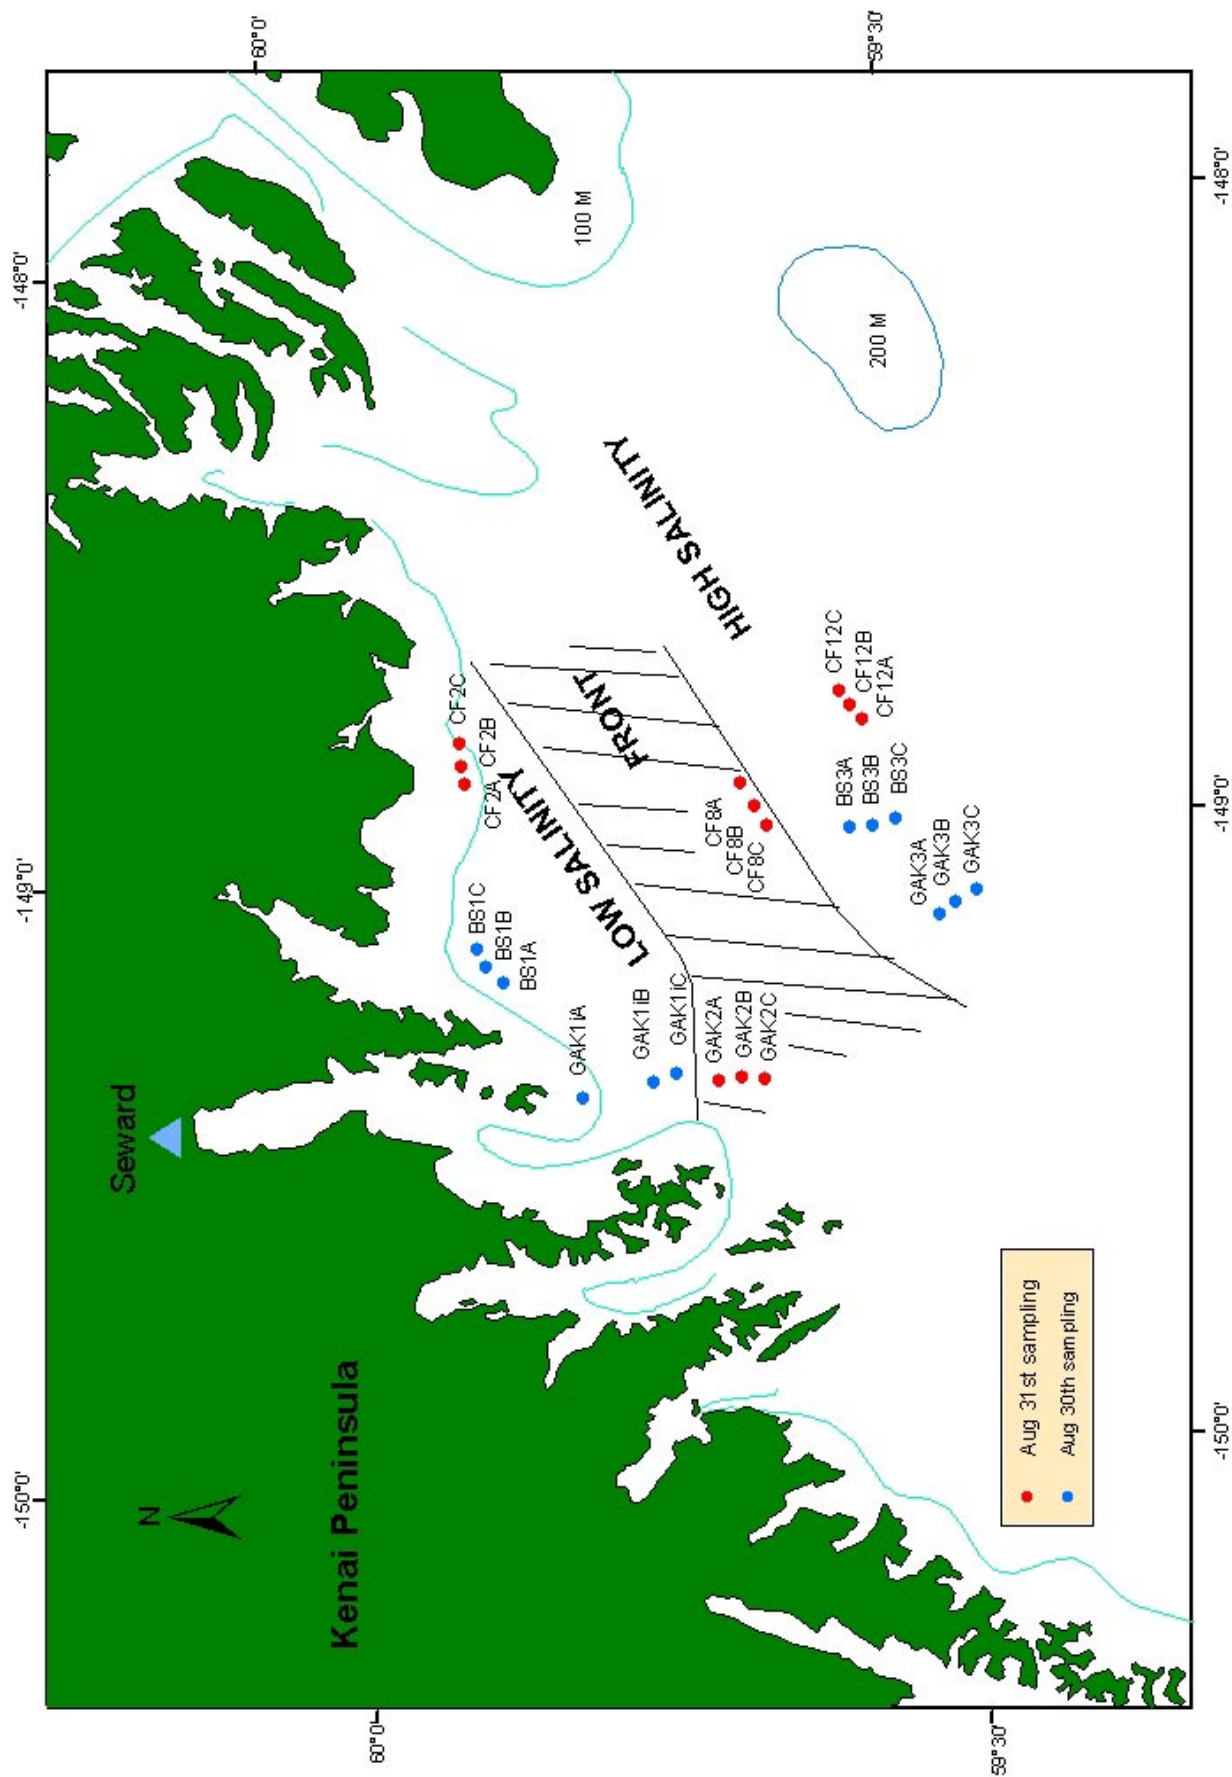 -150°0'
-149°0'
-148°0'
60°0'
60°0'
N
Seward
Kenai Peninsula
100 M
CF2C
CF2B
CF2A
BS1C
BS1B
BS1A
LOW SALINITY
FRONT
HIGH SALINITY
GAK1iA
GAK1iB
GAK1iC
GAK2A
GAK2B
GAK2C
CF8A
CF8B
CF8C
CF12C
CF12B
CF12A
BS3A
BS3B
BS3C
GAK3A
GAK3B
GAK3C
200 M
Aug 31st sampling
Aug 30th sampling
59°30'
59°30'
-150°0'
-149°0'
-148°0'